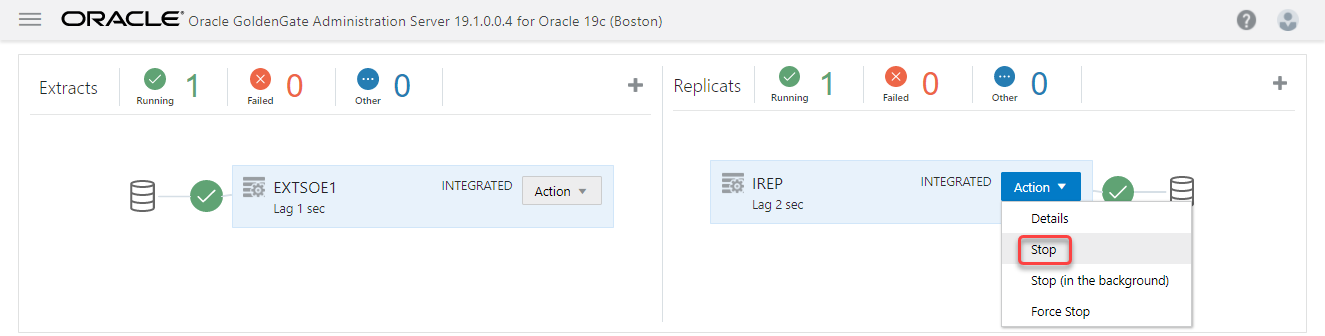 ORACLE® Oracle GoldenGate Administration Server 19.1.0.0.4 for Oracle 19c (Boston)
Extracts
1
Running
0
Failed
0
Other
EXTSOE1
Lag 1 sec
INTEGRATED
Action
Replicats
1
Running
0
Failed
0
Other
IREP
Lag 2 sec
INTEGRATED
Action
Details
Stop
Stop (in the background)
Force Stop